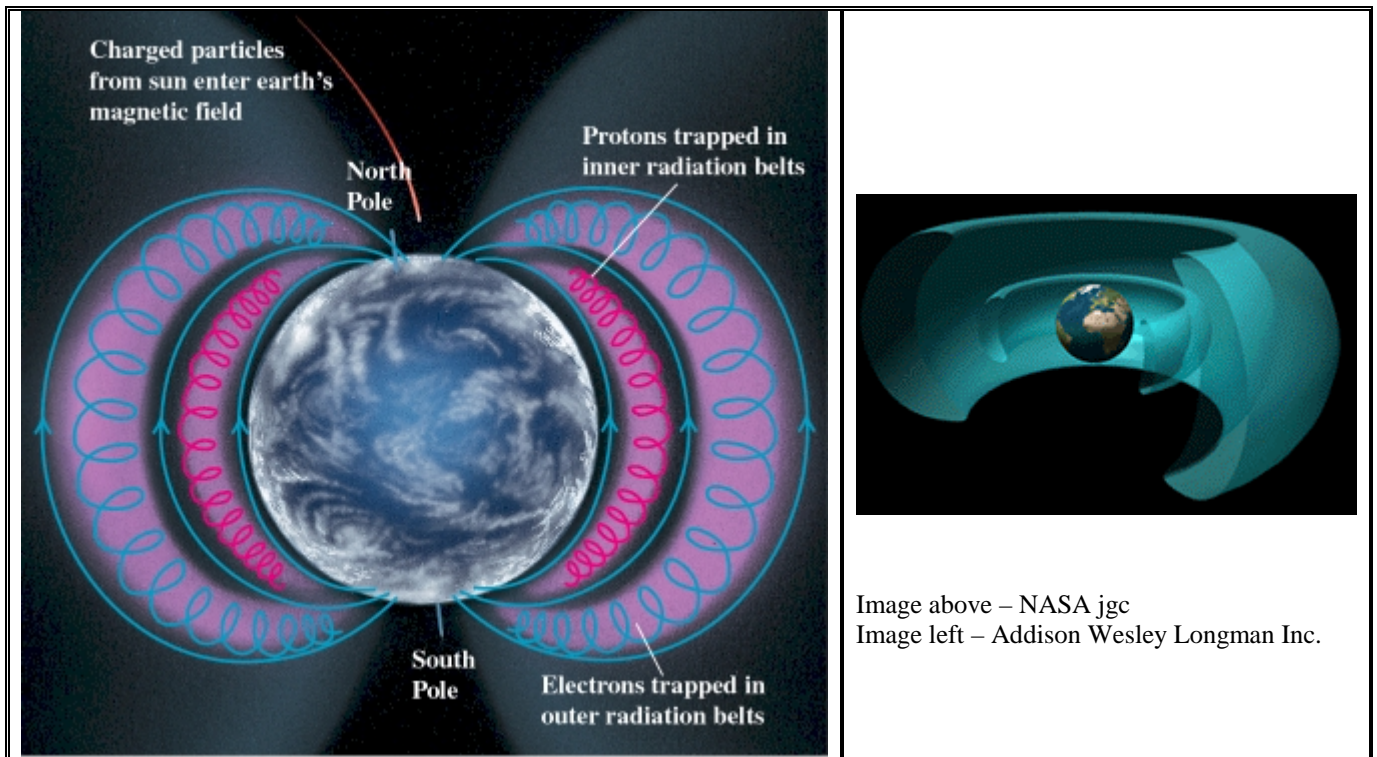 Charged particles
from sun enter earth's
magnetic field
North
Pole
Protons trapped in
inner radiation belts
South
Pole
Electrons trapped in
outer radiation belts
Image above – NASA jgc
Image left – Addison Wesley Longman Inc.